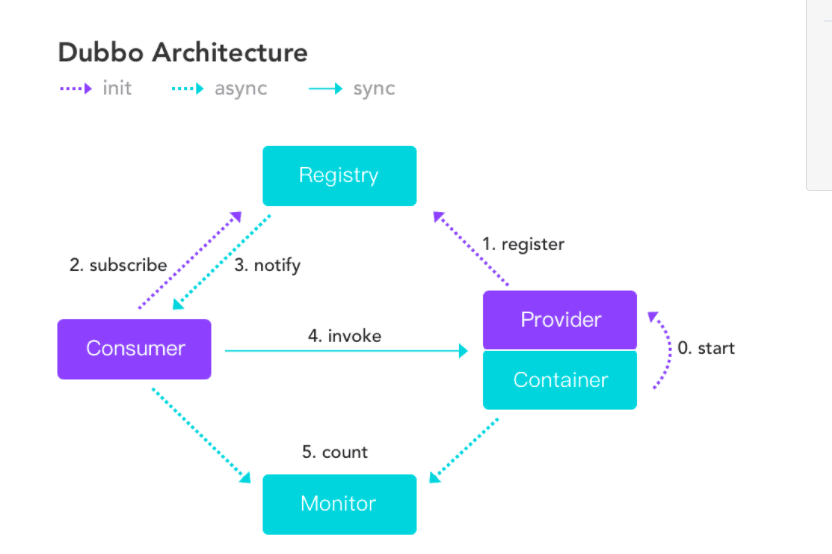 Dubbo Architecture
init async sync
Registry
1. register
2. subscribe 3. notify
Provider
4. invoke
Consumer
0. start
Container
5. count
Monitor